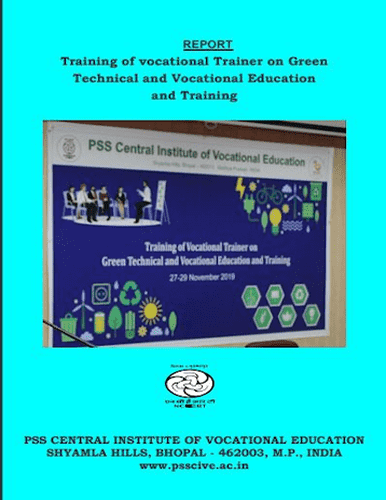 REPORT
Training of vocational Trainer on Green
Technical and Vocational Education
and Training
PSS Central Institute of Vocational Education
Training of Vocational Trainer on
Green Technical and Vocational Education and Training
27-29 November 2019
NCERT
PSS CENTRAL INSTITUTE OF VOCATIONAL EDUCATION
SHYAMLA HILLS, BHOPAL - 462003, M.P., INDIA
www.psscive.ac.in